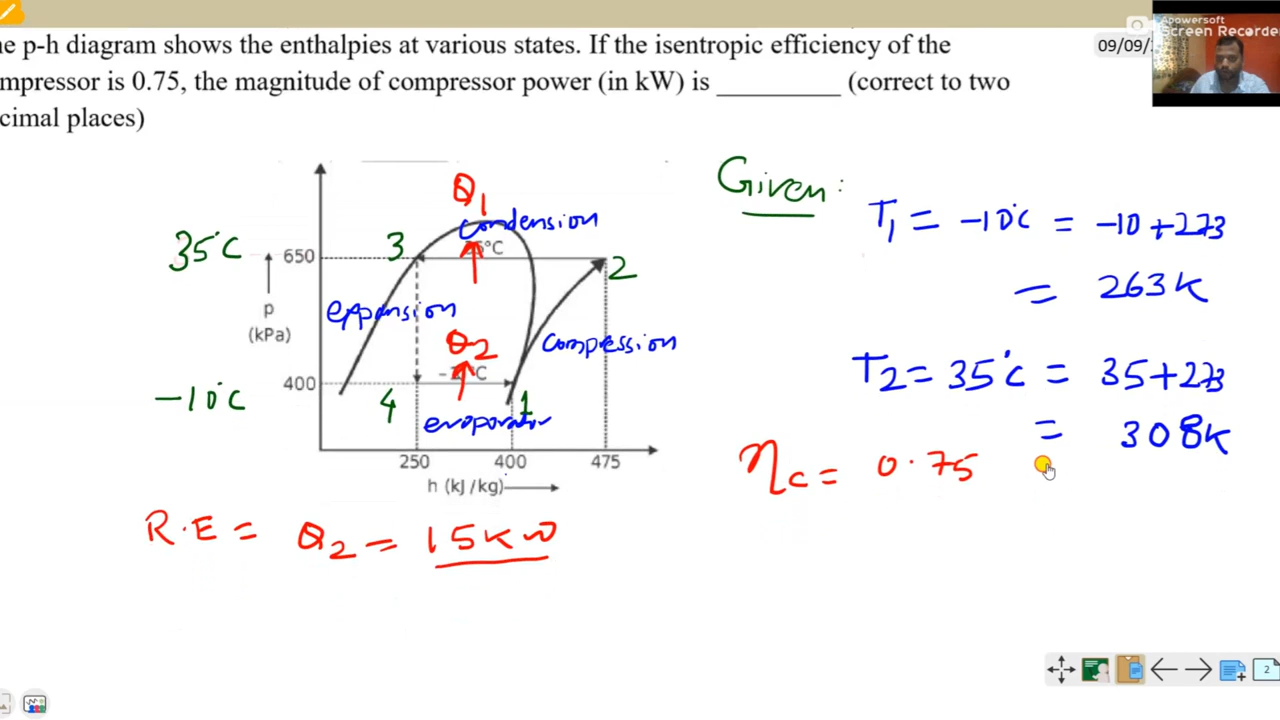 Apowersoft
Screen Recorder
09/09/
he p-h diagram shows the enthalpies at various states. If the isentropic efficiency of the
mpressor is 0.75, the magnitude of compressor power (in kW) is __________ (correct to two
cimal places)
Given:
T1 = -10°C = -10+273
= 263K
T2 = 35°C = 35+273
= 308K
ηc = 0.75
Q1
condension
35°C
3
650
5°C
2
p
(kPa)
expansion
Q2
compession
400
°C
-10°C
4
1
evoporator
250
400
475
h (kJ/kg)
R.E = Q2 = 15kW
2